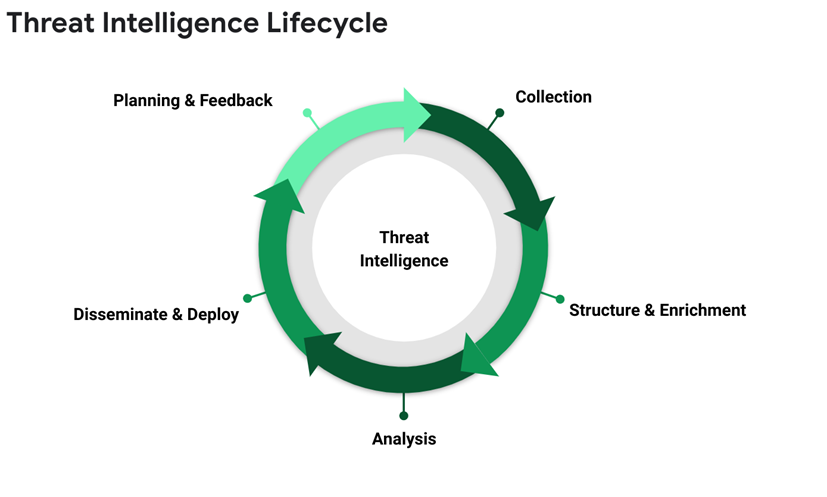 Threat Intelligence Lifecycle
Planning & Feedback
Collection
Threat
Intelligence
Structure & Enrichment
Disseminate & Deploy
Analysis